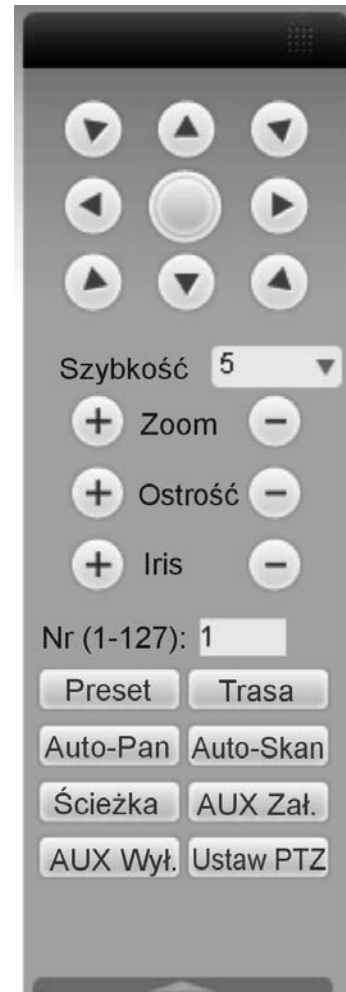 Szybkość 5
+ Zoom −
+ Ostrość −
+ Iris −
Nr (1-127): 1
Preset Trasa
Auto-Pan Auto-Skan
Ścieżka AUX Zał.
AUX Wył. Ustaw PTZ